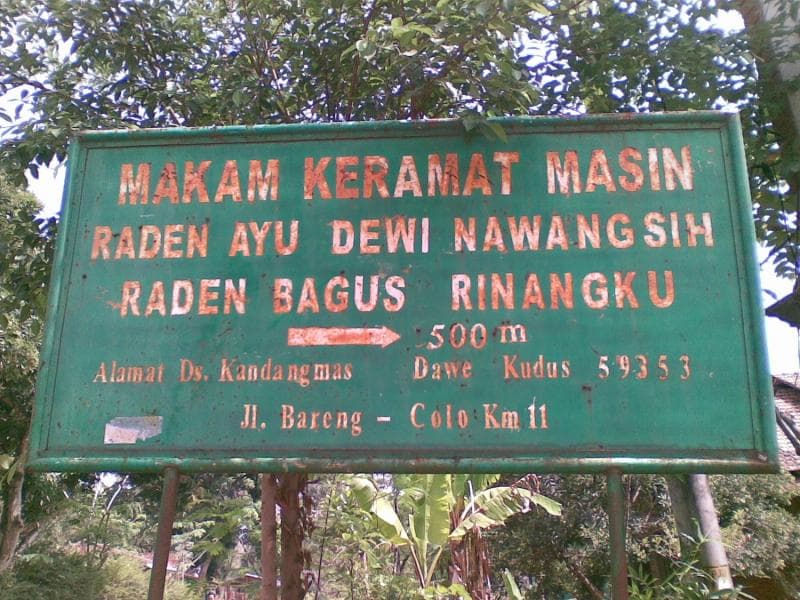 MAKAM KERAMAT MASIN
RADEN AYU DEWI NAWANGSIH
RADEN BAGUS RINANGKU
500 m
Alamat Ds. Kandangmas Dawe Kudus 59353
Jl. Bareng - Colo Km 11